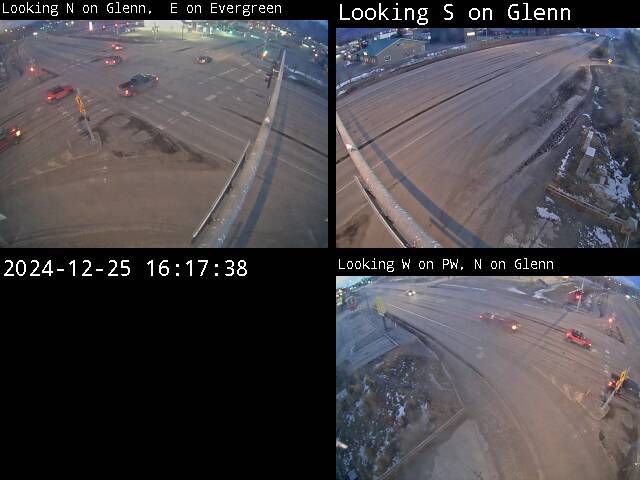 Looking N on Glenn,  E on Evergreen
Looking S on Glenn
2024-12-25 16:17:38
Looking W on PW, N on Glenn